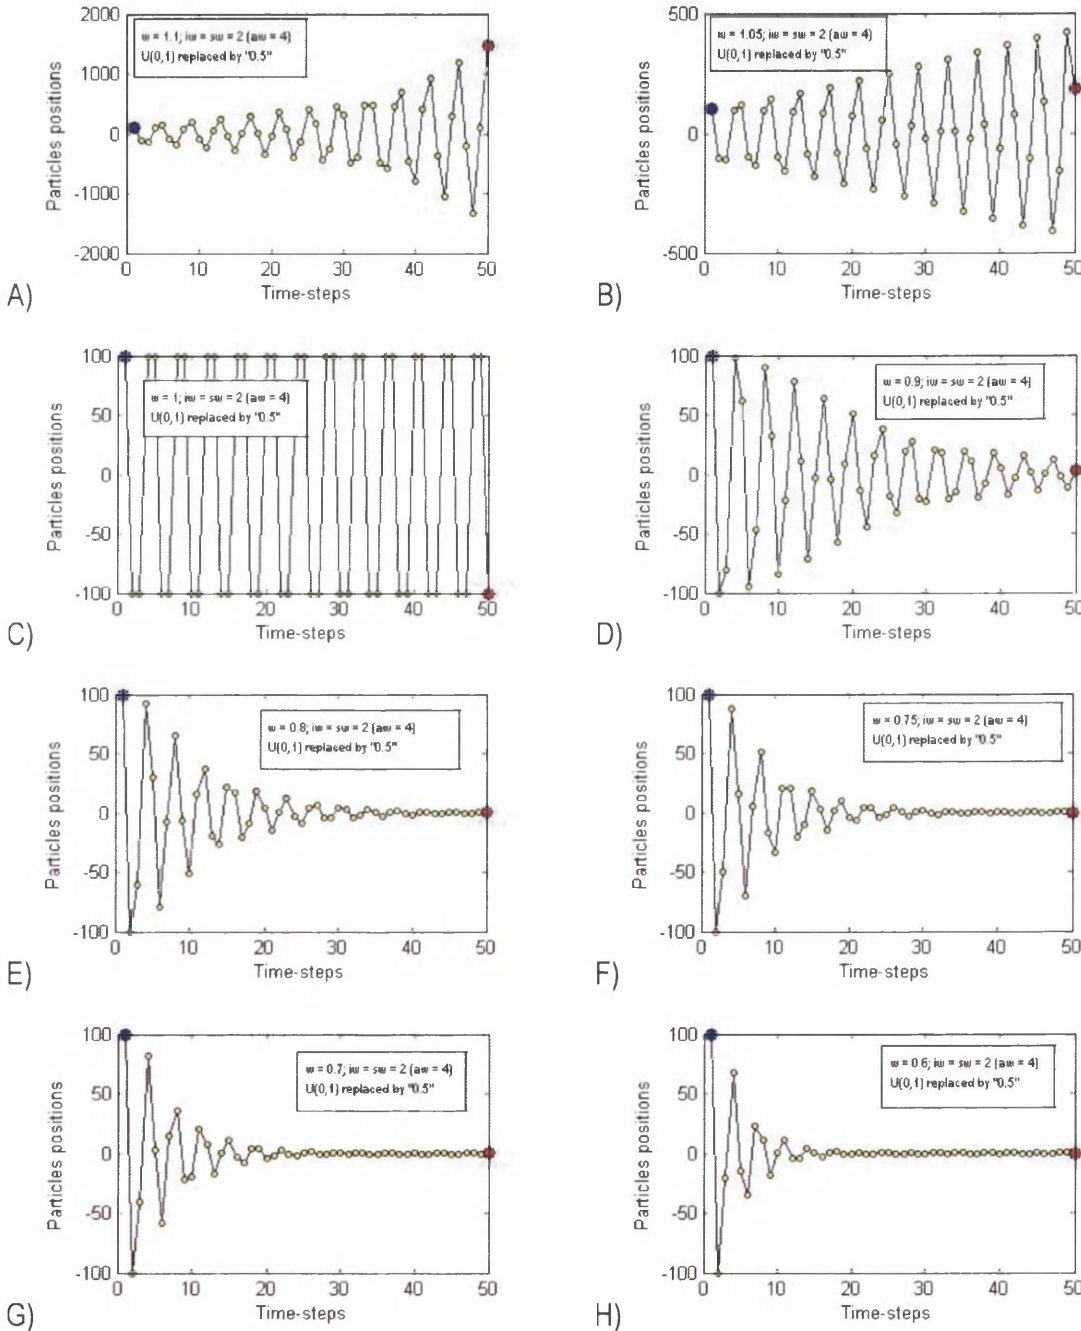 2000
1000
0
-1000
-2000
Particles positions
w = 1.1; iw = sw = 2 (aw = 4)
U(0,1) replaced by "0.5"
0 10 20 30 40 50
Time-steps
A)
500
0
-500
Particles positions
w = 1.05; iw = sw = 2 (aw = 4)
U(0,1) replaced by "0.5"
0 10 20 30 40 50
Time-steps
B)
100
50
0
-50
-100
Particles positions
w = 1; iw = sw = 2 (aw = 4)
U(0,1) replaced by "0.5"
0 10 20 30 40 50
Time-steps
C)
100
50
0
-50
-100
Particles positions
w = 0.9; iw = sw = 2 (aw = 4)
U(0,1) replaced by "0.5"
0 10 20 30 40 50
Time-steps
D)
100
50
0
-50
-100
Particles positions
w = 0.8; iw = sw = 2 (aw = 4)
U(0,1) replaced by "0.5"
0 10 20 30 40 50
Time-steps
E)
100
50
0
-50
-100
Particles positions
w = 0.75; iw = sw = 2 (aw = 4)
U(0,1) replaced by "0.5"
0 10 20 30 40 50
Time-steps
F)
100
50
0
-50
-100
Particles positions
w = 0.7; iw = sw = 2 (aw = 4)
U(0,1) replaced by "0.5"
0 10 20 30 40 50
Time-steps
G)
100
50
0
-50
-100
Particles positions
w = 0.6; iw = sw = 2 (aw = 4)
U(0,1) replaced by "0.5"
0 10 20 30 40 50
Time-steps
H)